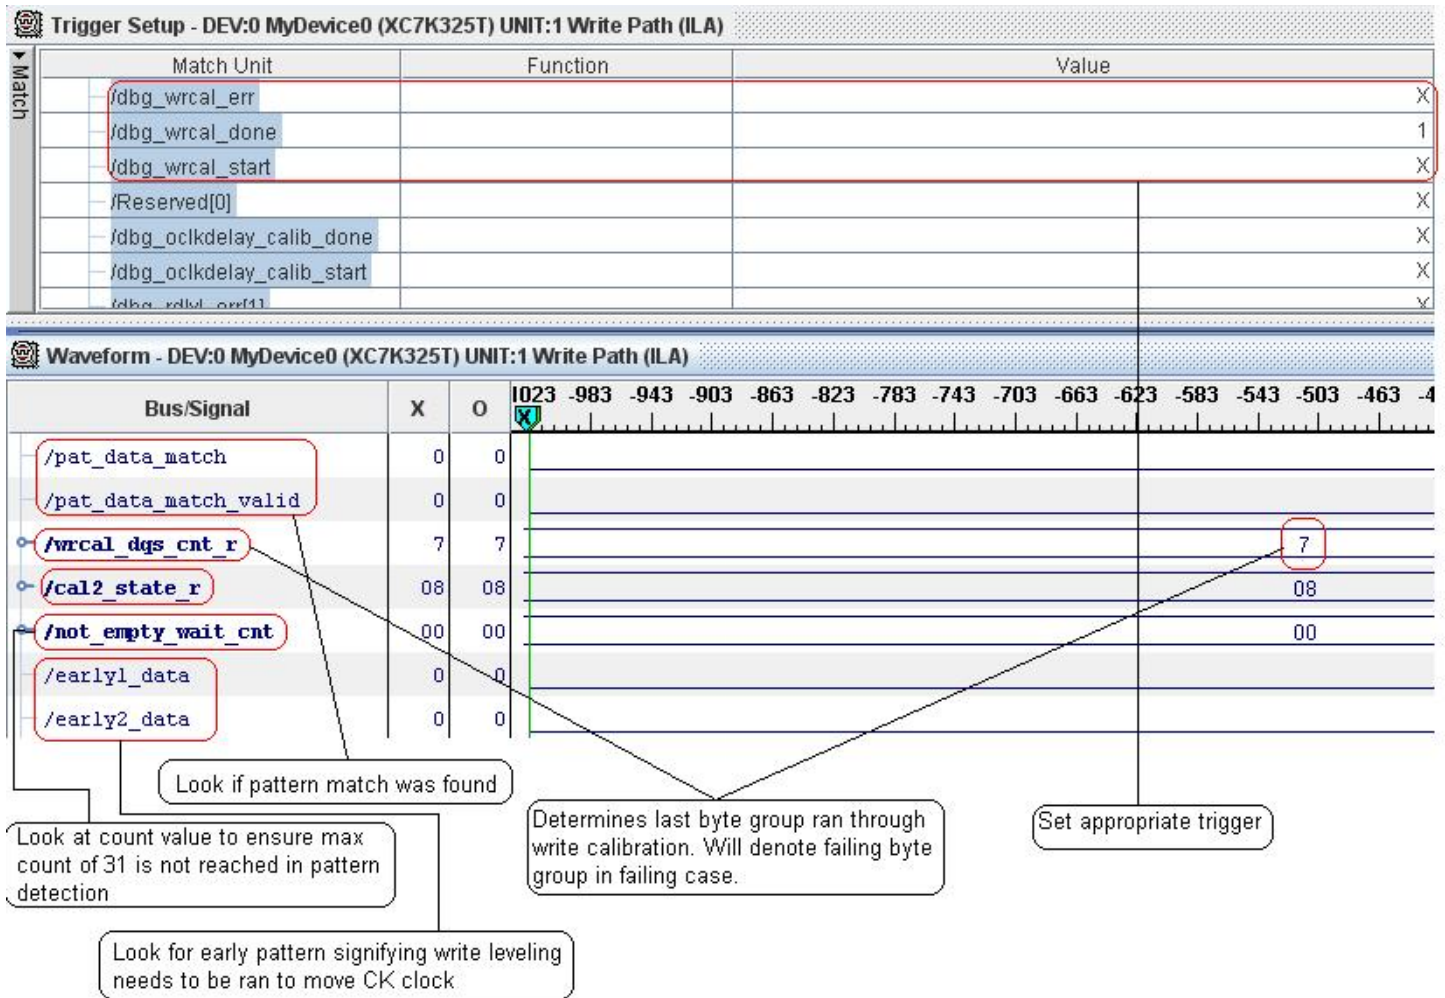 Trigger Setup - DEV:0 MyDevice0 (XC7K325T) UNIT:1 Write Path (ILA)
Match
Match Unit Function Value
/dbg_wrcal_err X
/dbg_wrcal_done 1
/dbg_wrcal_start X
/Reserved[0] X
/dbg_oclkdelay_calib_done X
/dbg_oclkdelay_calib_start X
/dbg_rdlvl_err[1] X
Waveform - DEV:0 MyDevice0 (XC7K325T) UNIT:1 Write Path (ILA)
Bus/Signal X O 1023 -983 -943 -903 -863 -823 -783 -743 -703 -663 -623 -583 -543 -503 -463 -4
X
/pat_data_match 0 0
/pat_data_match_valid 0 0
/wrcal_dqs_cnt_r 7 7 7
/cal2_state_r 08 08 08
/not_empty_wait_cnt 00 00 00
/early1_data 0 0
/early2_data 0 0
Look if pattern match was found
Look at count value to ensure max
count of 31 is not reached in pattern
detection
Determines last byte group ran through
write calibration. Will denote failing byte
group in failing case.
Set appropriate trigger
Look for early pattern signifying write leveling
needs to be ran to move CK clock